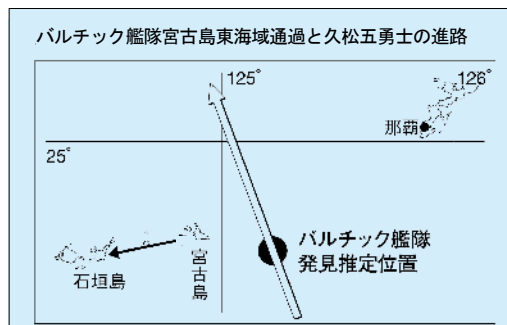 バルチック艦隊宮古島東海域通過と久松五勇士の進路
125°
126°
那覇
25°
バルチック艦隊
発見推定位置
宮古島
石垣島